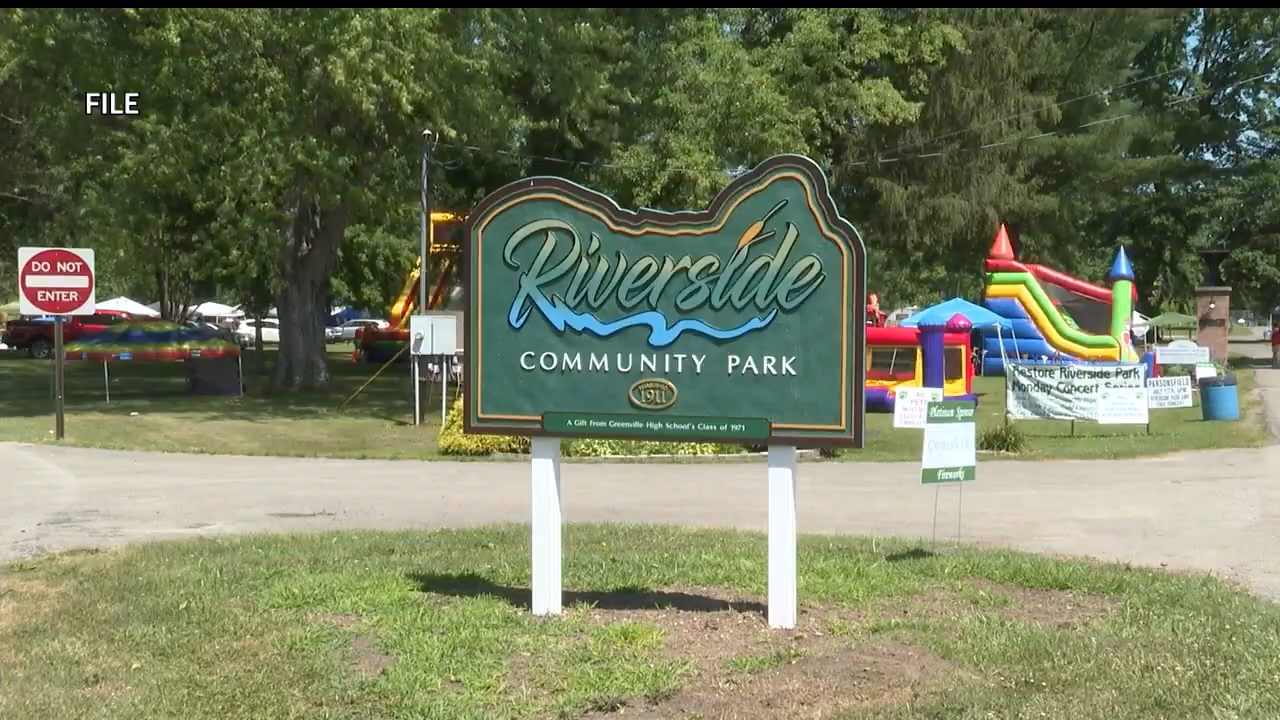 FILE
DO NOT
ENTER
Riverside
COMMUNITY PARK
1911
A Gift From Greenville High School's Class of 1971
Restore Riverside Park
Monday Concert Series
PARSONSFIELD
Platinum Sponsor
Fireworks